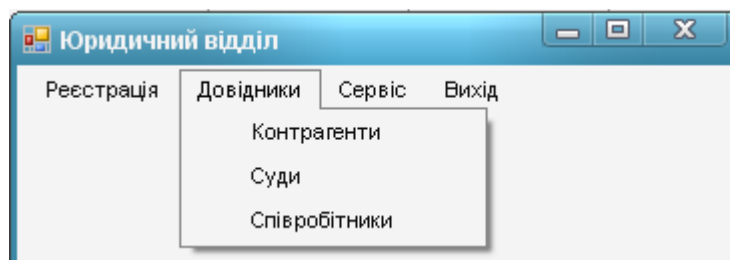 Юридичний відділ
Реєстрація Довідники Сервіс Вихід
Контрагенти
Суди
Співробітники